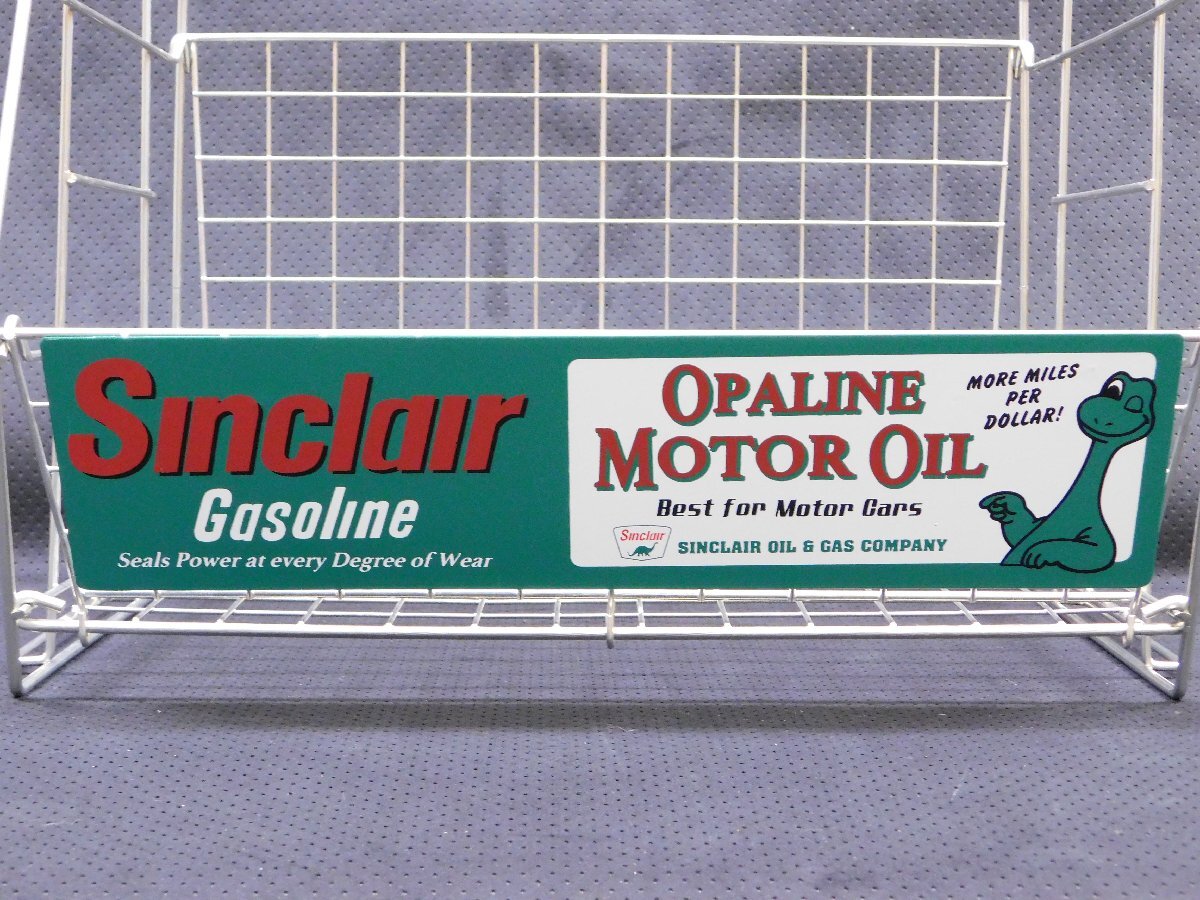 Sinclair
Gasoline
Seals Power at every Degree of Wear
OPALINE
MOTOR OIL
Best for Motor Cars
Sinclair
SINCLAIR OIL & GAS COMPANY
MORE MILES
PER
DOLLAR!